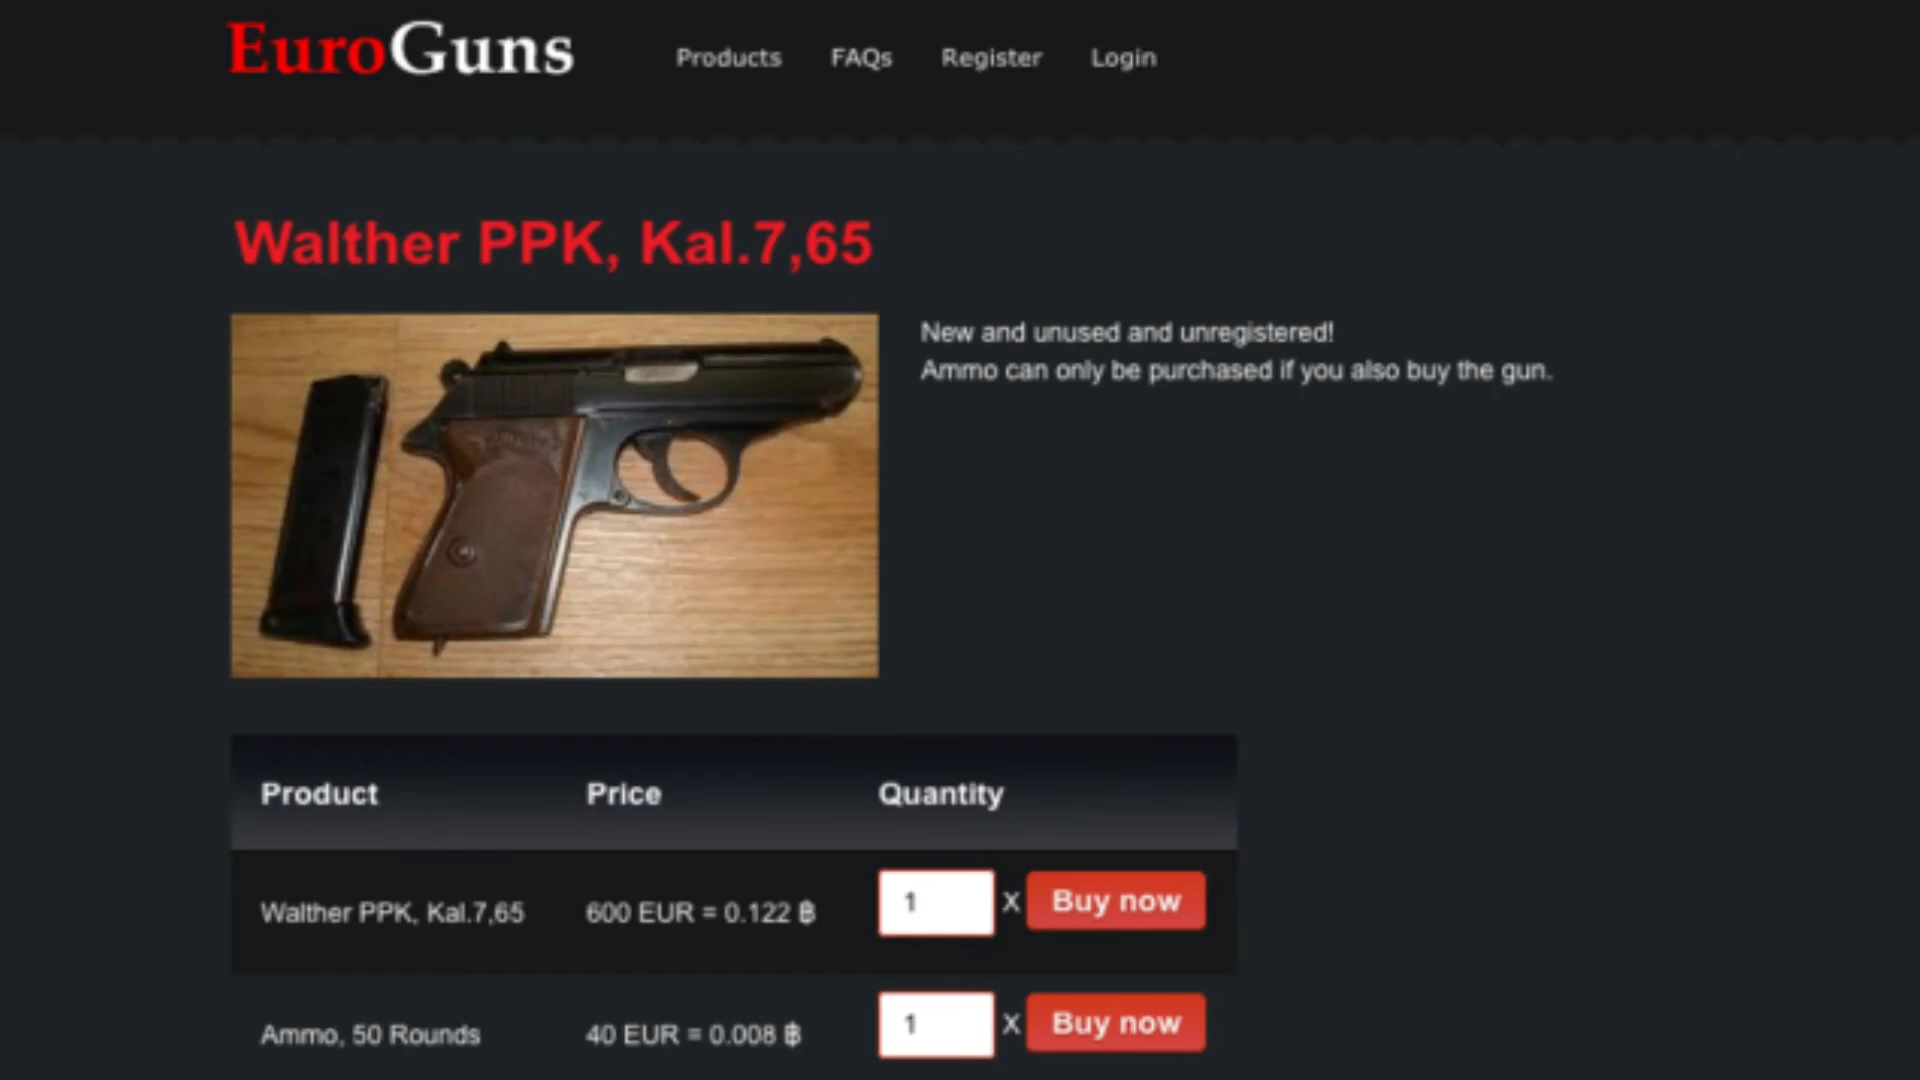 EuroGuns
Products FAQs Register Login
Walther PPK, Kal.7,65
New and unused and unregistered!
Ammo can only be purchased if you also buy the gun.
Product Price Quantity
Walther PPK, Kal.7,65 600 EUR = 0.122 ฿ 1 X Buy now
Ammo, 50 Rounds 40 EUR = 0.008 ฿ 1 X Buy now